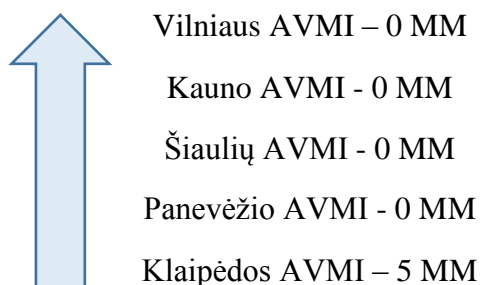 Vilniaus AVMI – 0 MM
Kauno AVMI - 0 MM
Šiaulių AVMI - 0 MM
Panevėžio AVMI - 0 MM
Klaipėdos AVMI – 5 MM